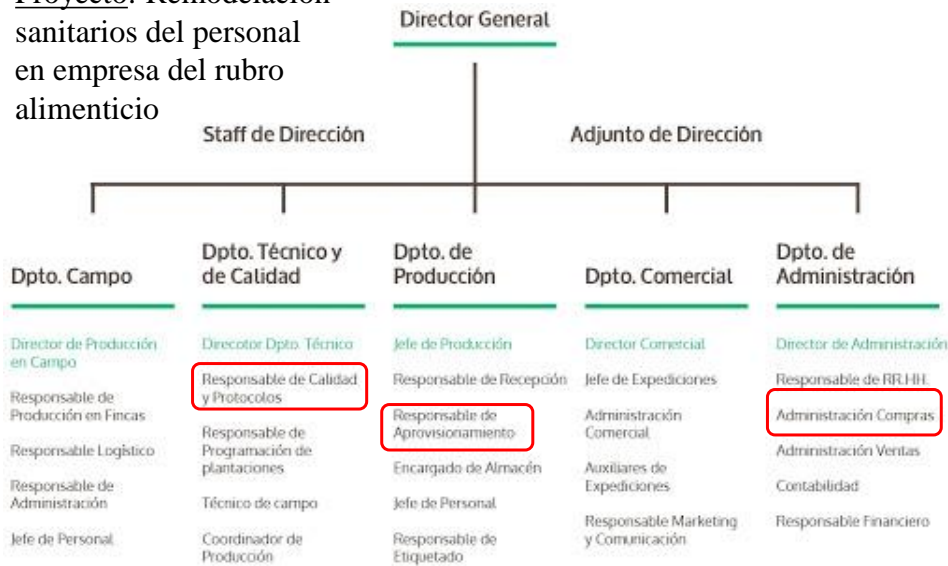 Proyecto: Remodelación
sanitarios del personal
en empresa del rubro
alimenticio
Director General
Staff de Dirección
Adjunto de Dirección
Dpto. Campo
Director de Producción
en Campo
Responsable de
Producción en Fincas
Responsable Logístico
Responsable de
Administración
Jefe de Personal
Dpto. Técnico y
de Calidad
Direcotor Dpto. Técnico
Responsable de Calidad
y Protocolos
Responsable de
Programación de
plantaciones
Técnico de campo
Coordinador de
Producción
Dpto. de
Producción
Jefe de Producción
Responsable de Recepción
Responsable de
Aprovisionamiento
Encargado de Almacén
Jefe de Personal
Responsable de
Etiquetado
Dpto. Comercial
Director Comercial
Jefe de Expediciones
Administración
Comercial
Auxiliares de
Expediciones
Responsable Marketing
y Comunicación
Dpto. de
Administración
Director de Administración
Responsable de RR.HH.
Administración Compras
Administración Ventas
Contabilidad
Responsable Financiero